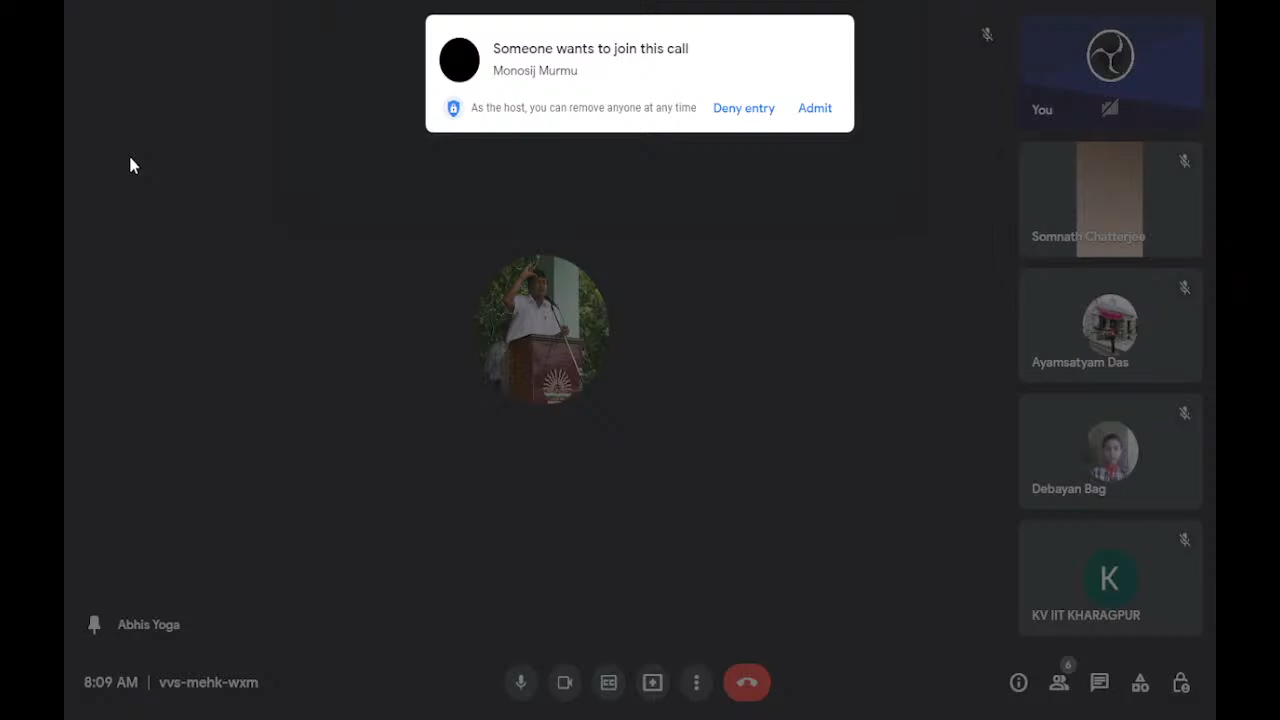 Someone wants to join this call
Monosij Murmu
As the host, you can remove anyone at any time
Deny entry
Admit
You
Somnath Chatterjee
Ayamsatyam Das
Debayan Bag
K
KV IIT KHARAGPUR
Abhis Yoga
8:09 AM | vvs-mehk-wxm
CC
6